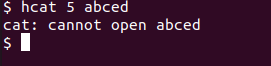 $ hcat 5 abced
cat: cannot open abced
$